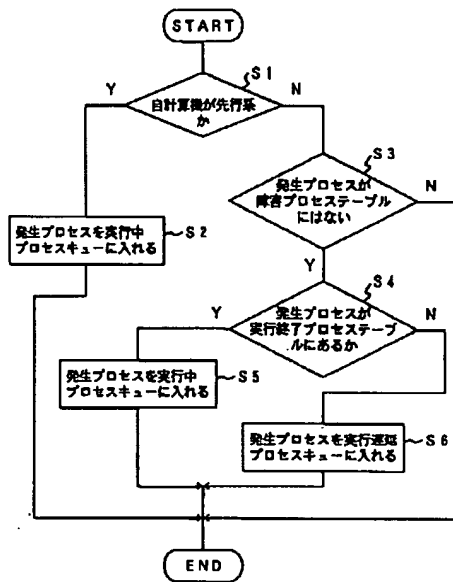 START
S1
Y
N
自計算機が先行系
か
S3
発生プロセスが
障害プロセステーブル
にはない
N
発生プロセスを実行中
プロセスキューに入れる
S2
Y
S4
Y
発生プロセスが
実行終了プロセステーブ
ルにあるか
N
発生プロセスを実行中
プロセスキューに入れる
S5
発生プロセスを実行遅延
プロセスキューに入れる
S6
END